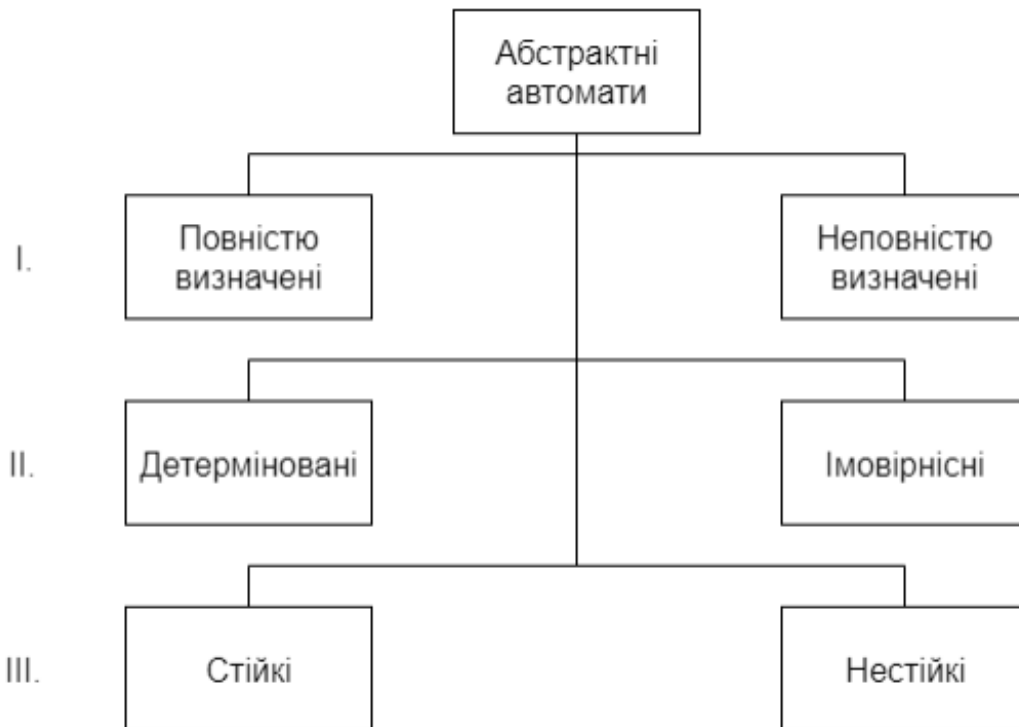 Абстрактні
автомати
I.
Повністю
визначені
Неповністю
визначені
II.
Детерміновані
Імовірнісні
III.
Стійкі
Нестійкі